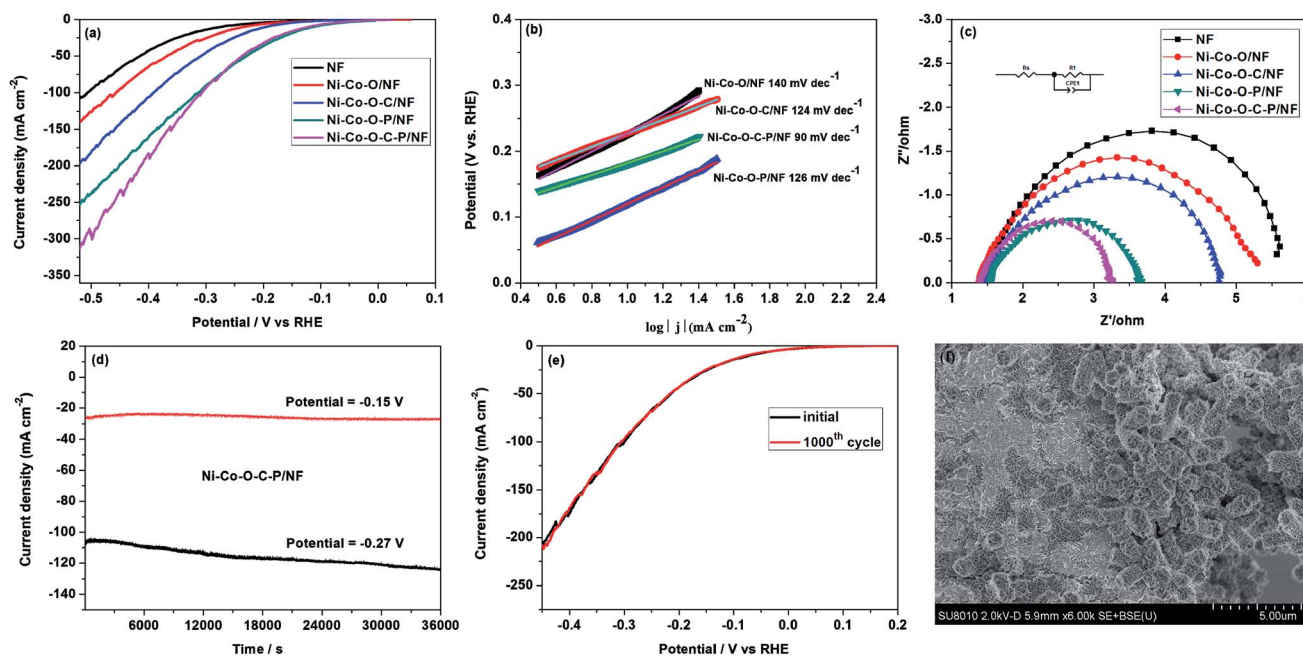 (a)
NF
Ni-Co-O/NF
Ni-Co-O-C/NF
Ni-Co-O-P/NF
Ni-Co-O-C-P/NF
Current density (mA cm-2)
0
-50
-100
-150
-200
-250
-300
-350
-0.5 -0.4 -0.3 -0.2 -0.1 0.0 0.1
Potential / V vs RHE
(b)
Ni-Co-O/NF 140 mV dec-1
Ni-Co-O-C/NF 124 mV dec-1
Ni-Co-O-C-P/NF 90 mV dec-1
Ni-Co-O-P/NF 126 mV dec-1
Potential (V vs. RHE)
0.4
0.3
0.2
0.1
0.0
0.4 0.6 0.8 1.0 1.2 1.4 1.6 1.8 2.0 2.2 2.4
log | j | (mA cm-2)
(c)
NF
Ni-Co-O/NF
Ni-Co-O-C/NF
Ni-Co-O-P/NF
Ni-Co-O-C-P/NF
Rs
R1
CPE1
Z''/ohm
-3.0
-2.5
-2.0
-1.5
-1.0
-0.5
0.0
1 2 3 4 5 6
Z'/ohm
(d)
Potential = -0.15 V
Ni-Co-O-C-P/NF
Potential = -0.27 V
Current density (mA cm-2)
20
0
-20
-40
-60
-80
-100
-120
-140
6000 12000 18000 24000 30000 36000
Time / s
(e)
initial
1000th cycle
Current density (mA cm-2)
0
-50
-100
-150
-200
-250
-0.4 -0.3 -0.2 -0.1 0.0 0.1 0.2
Potential / V vs RHE
(f)
SU8010 2.0kV-D 5.9mm x6.00k SE+BSE(U)
5.00um